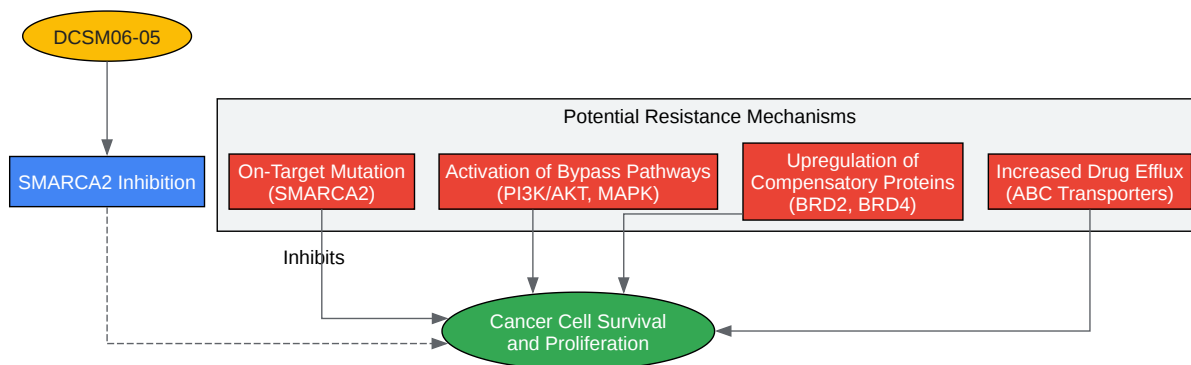 DCSM06-05
Potential Resistance Mechanisms
SMARCA2 Inhibition
On-Target Mutation
(SMARCA2)
Activation of Bypass Pathways
(PI3K/AKT, MAPK)
Upregulation of
Compensatory Proteins
(BRD2, BRD4)
Increased Drug Efflux
(ABC Transporters)
Inhibits
Cancer Cell Survival
and Proliferation